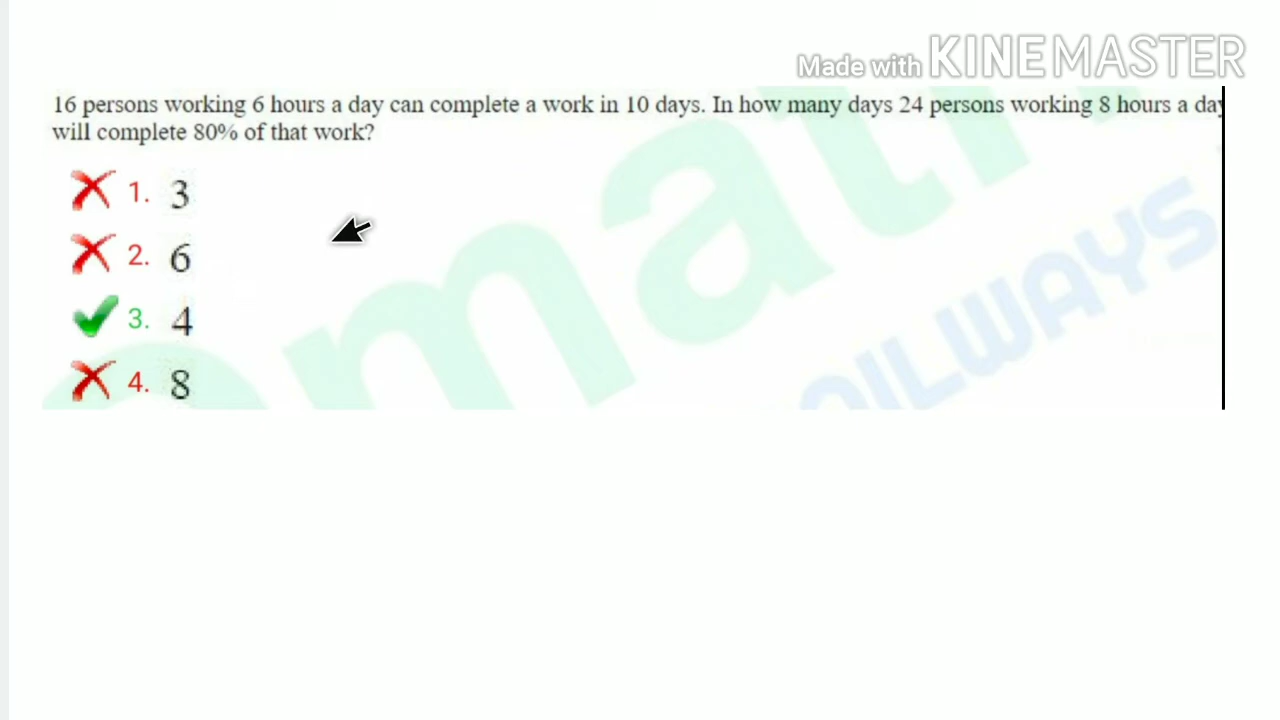 Made with KINEMASTER
16 persons working 6 hours a day can complete a work in 10 days. In how many days 24 persons working 8 hours a day
will complete 80% of that work?
1. 3
2. 6
3. 4
4. 8